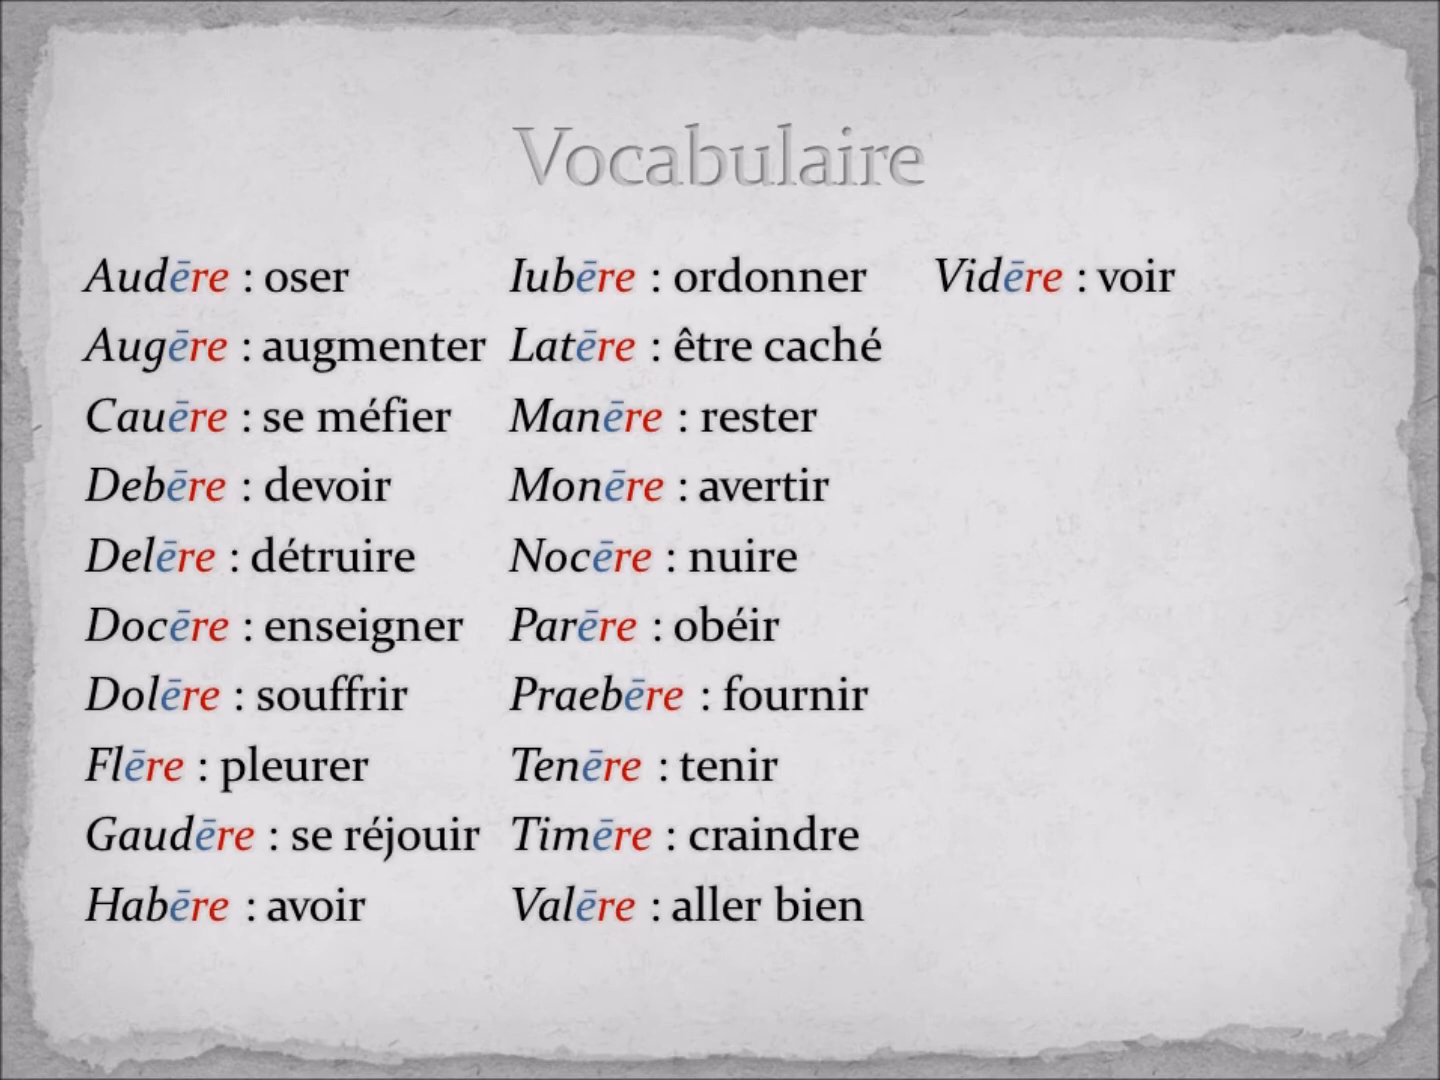 Vocabulaire
Audēre : oser
Augēre : augmenter
Cauēre : se méfier
Debēre : devoir
Delēre : détruire
Docēre : enseigner
Dolēre : souffrir
Flēre : pleurer
Gaudēre : se réjouir
Habēre : avoir
Iubēre : ordonner
Latēre : être caché
Manēre : rester
Monēre : avertir
Nocēre : nuire
Parēre : obéir
Praebēre : fournir
Tenēre : tenir
Timēre : craindre
Valēre : aller bien
Vidēre : voir